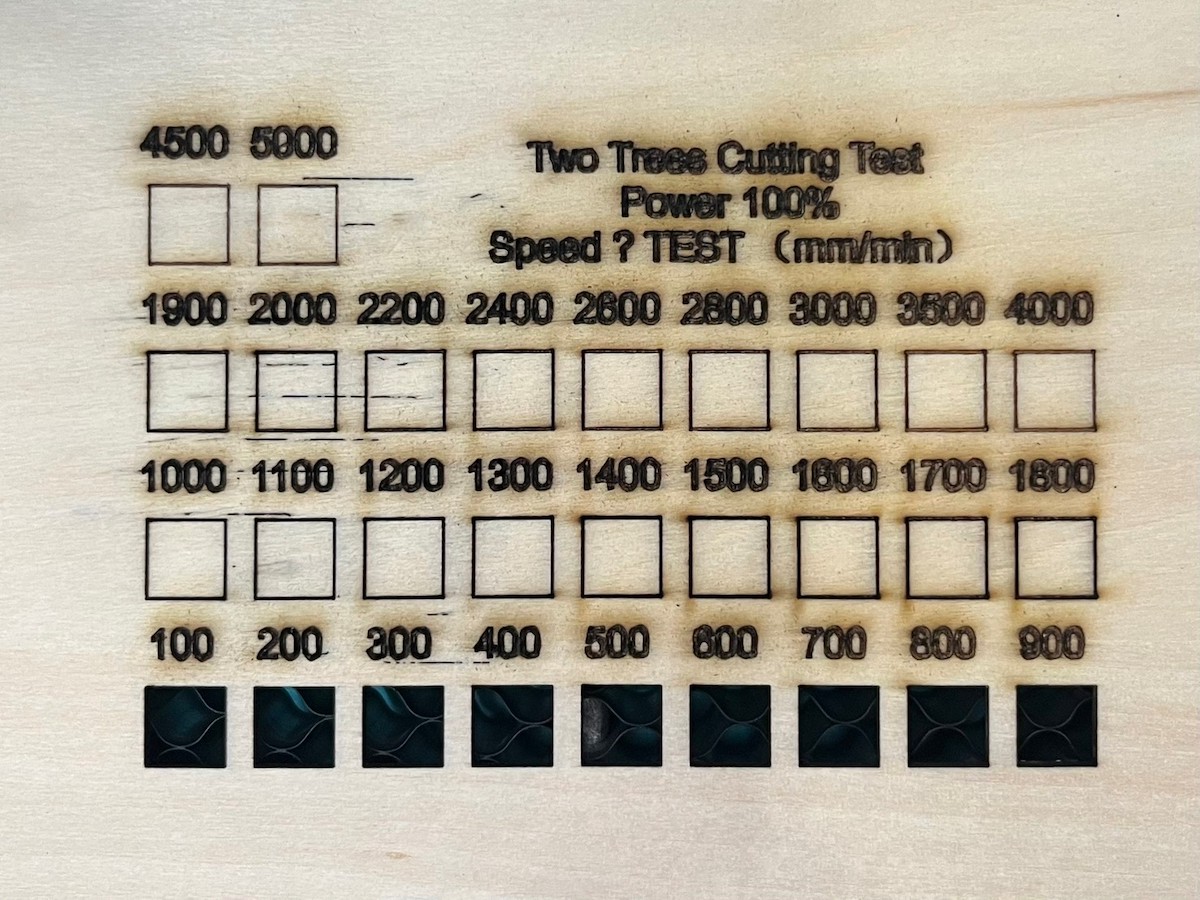 4500 5000
Two Trees Cutting Test
Power 100%
Speed ? TEST （mm/min）
1900 2000 2200 2400 2600 2800 3000 3500 4000
1000 1100 1200 1300 1400 1500 1600 1700 1800
100 200 300 400 500 600 700 800 900